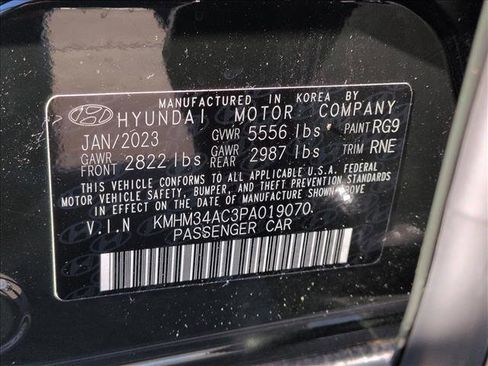 MANUFACTURED IN KOREA BY
HYUNDAI MOTOR COMPANY
JAN/2023 GVWR 5556 lbs PAINT RG9
GAWR FRONT 2822 lbs GAWR REAR 2987 lbs TRIM RNE
THIS VEHICLE CONFORMS TO ALL APPLICABLE U.S.A. FEDERAL
MOTOR VEHICLE SAFETY, BUMPER, AND THEFT PREVENTION STANDARDS
IN EFFECT ON THE DATE OF MANUFACTURE SHOWN ABOVE
V.I.N KMHM34AC3PA019070.
PASSENGER CAR